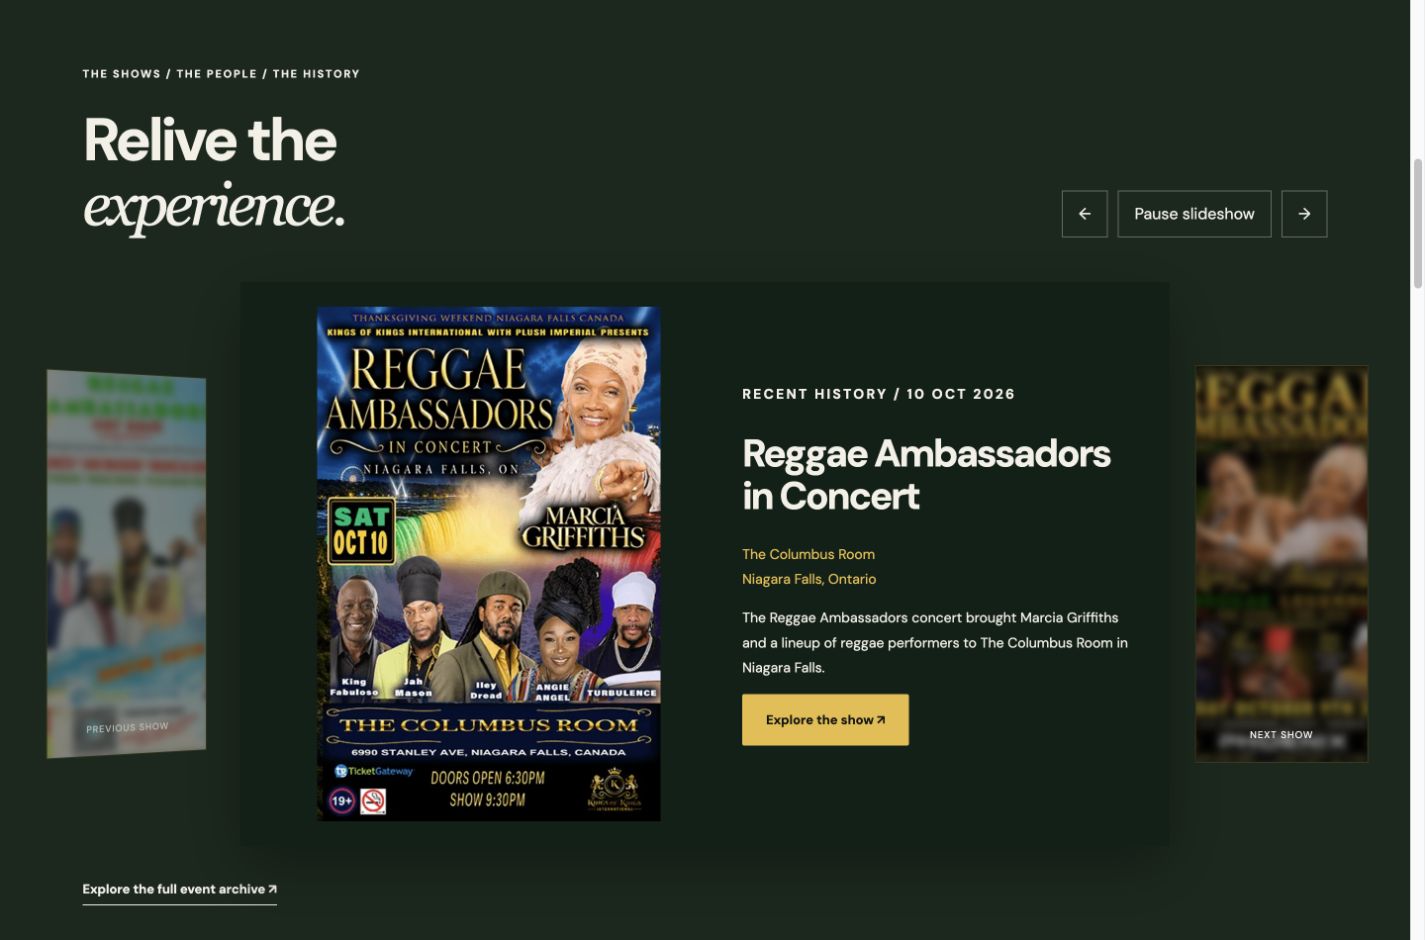 THE SHOWS / THE PEOPLE / THE HISTORY
Relive the
experience.
←
Pause slideshow
→
THANKSGIVING WEEKEND NIAGARA FALLS CANADA
KINGS OF KINGS INTERNATIONAL WITH PLUSH IMPERIAL PRESENTS
REGGAE
AMBASSADORS
IN CONCERT
NIAGARA FALLS, ON
SAT
OCT 10
MARCIA
GRIFFITHS
King
Fabuloso
Jah
Mason
Iley
Dread
ANGIE
ANGEL
TURBULENCE
THE COLUMBUS ROOM
6990 STANLEY AVE, NIAGARA FALLS, CANADA
TicketGateway
DOORS OPEN 6:30PM
SHOW 9:30PM
19+
KINGS OF KINGS
INTERNATIONAL
RECENT HISTORY / 10 OCT 2026
Reggae Ambassadors
in Concert
The Columbus Room
Niagara Falls, Ontario
The Reggae Ambassadors concert brought Marcia Griffiths
and a lineup of reggae performers to The Columbus Room in
Niagara Falls.
Explore the show ↗
PREVIOUS SHOW
NEXT SHOW
Explore the full event archive ↗